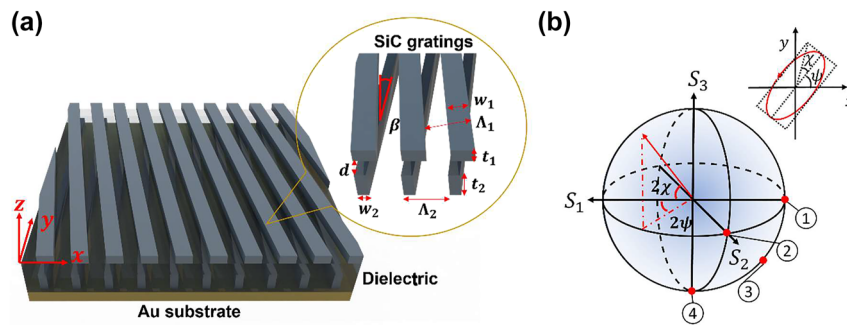 (a)
SiC gratings
w₁
Λ₁
β
t₁
d
t₂
w₂
Λ₂
z
y
x
Dielectric
Au substrate
(b)
y
χ
ψ
S₃
S₁
2χ
2ψ
S₂
①
②
③
④